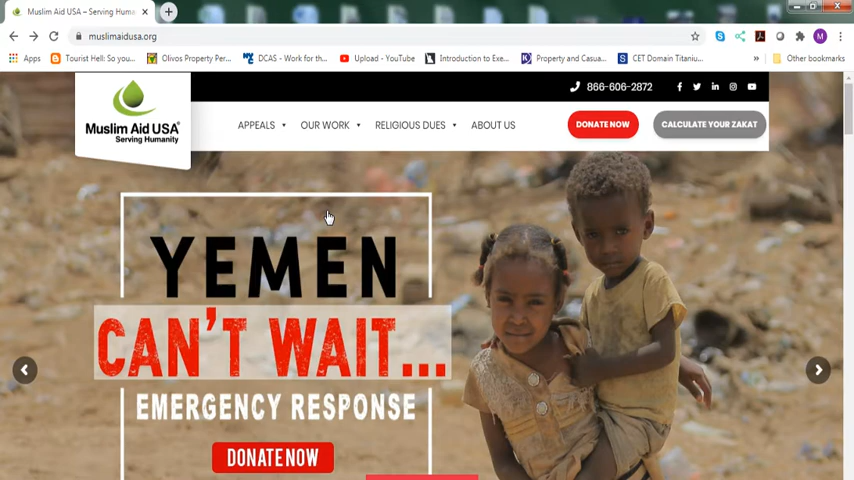 Muslim Aid USA – Serving Hum
muslimaidusa.org
M
Apps
Tourist Hell: So you...
Olivos Property Per...
DCAS - Work for th...
Upload - YouTube
Introduction to Exe...
Property and Casua...
CET Domain Titaniu...
»
Other bookmarks
866-606-2872
Muslim Aid USA
Serving Humanity
APPEALS
OUR WORK
RELIGIOUS DUES
ABOUT US
DONATE NOW
CALCULATE YOUR ZAKAT
YEMEN
CAN'T WAIT...
EMERGENCY RESPONSE
DONATE NOW